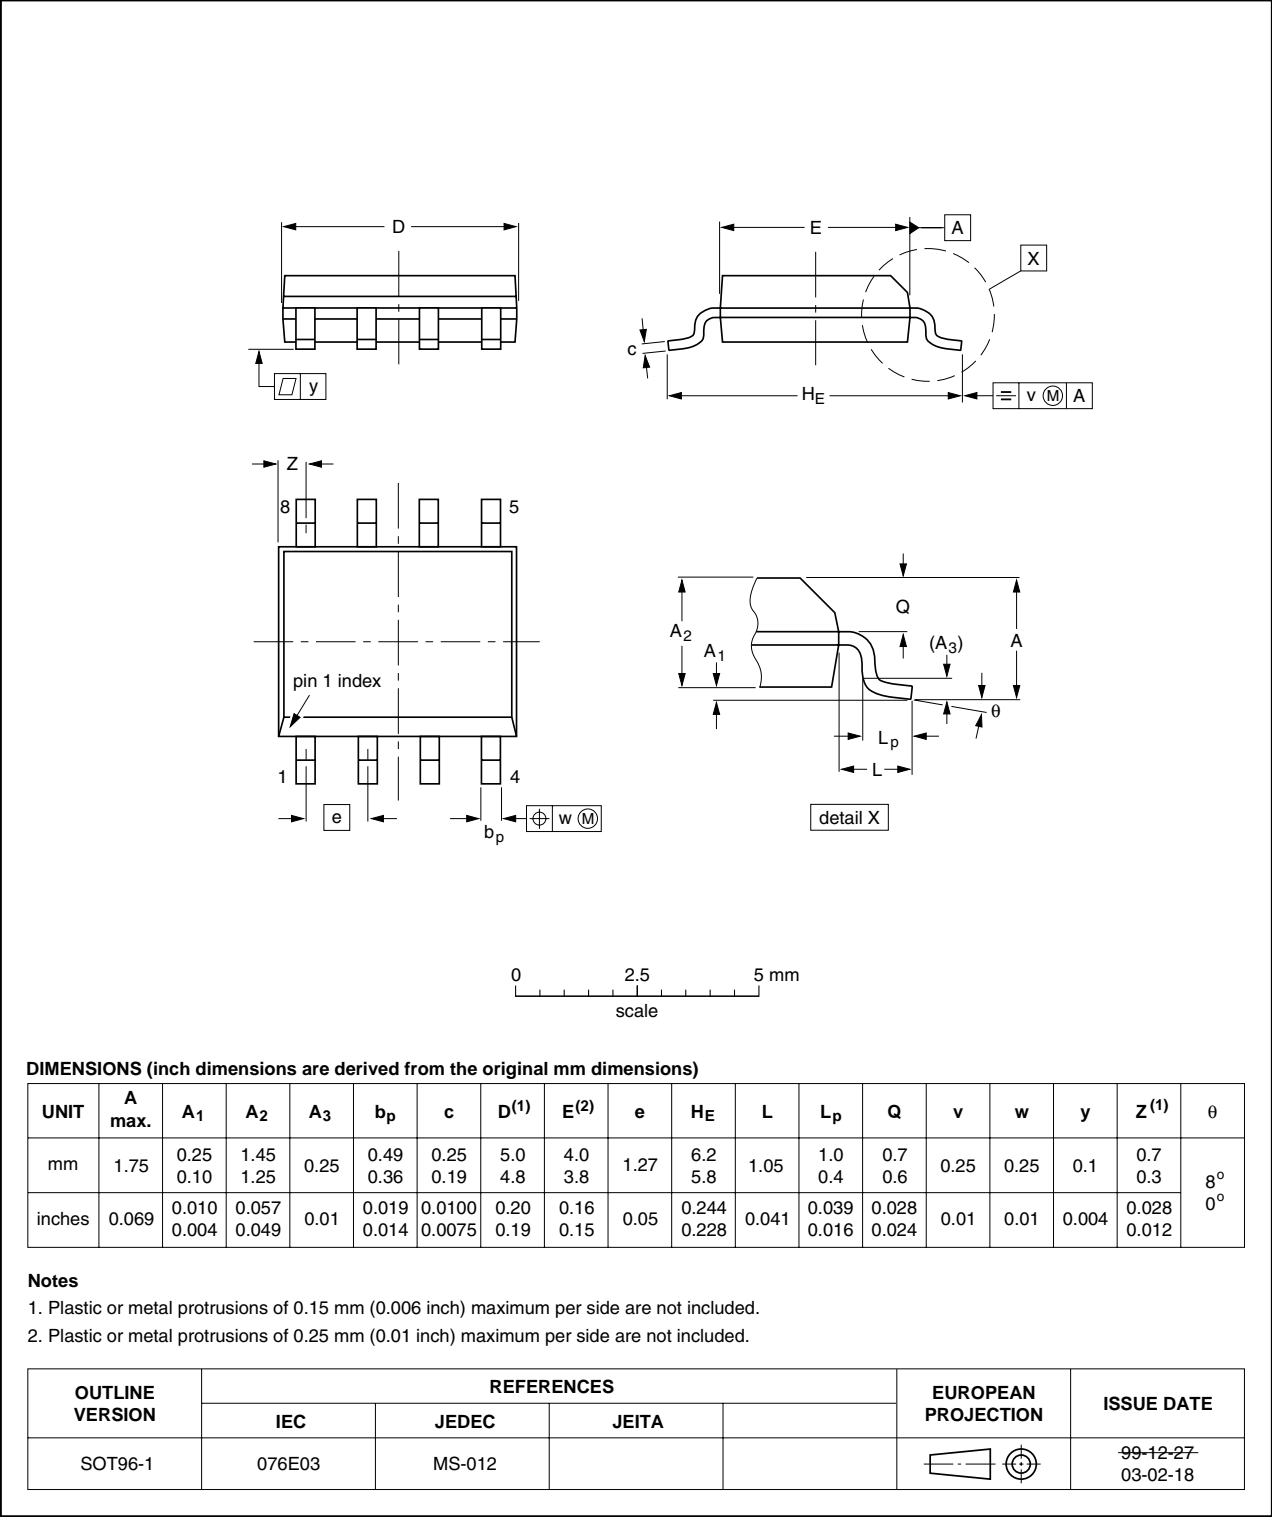 D
E
A
X
c
y
HE
v M A
Z
8
5
pin 1 index
1
4
e
bp
w M
A2
A1
Q
(A3)
A
θ
Lp
L
detail X
0 2.5 5 mm
scale
DIMENSIONS (inch dimensions are derived from the original mm dimensions)
UNIT A max. A1 A2 A3 bp c D(1) E(2) e HE L Lp Q v w y Z(1) θ
mm 1.75 0.25 0.10 1.45 1.25 0.25 0.49 0.36 0.25 0.19 5.0 4.8 4.0 3.8 1.27 6.2 5.8 1.05 1.0 0.4 0.7 0.6 0.25 0.25 0.1 0.7 0.3 8o 0o
inches 0.069 0.010 0.004 0.057 0.049 0.01 0.019 0.014 0.0100 0.0075 0.20 0.19 0.16 0.15 0.05 0.244 0.228 0.041 0.039 0.016 0.028 0.024 0.01 0.01 0.004 0.028 0.012
Notes
1. Plastic or metal protrusions of 0.15 mm (0.006 inch) maximum per side are not included.
2. Plastic or metal protrusions of 0.25 mm (0.01 inch) maximum per side are not included.
OUTLINE VERSION REFERENCES EUROPEAN PROJECTION ISSUE DATE
IEC JEDEC JEITA
SOT96-1 076E03 MS-012 99-12-27
03-02-18